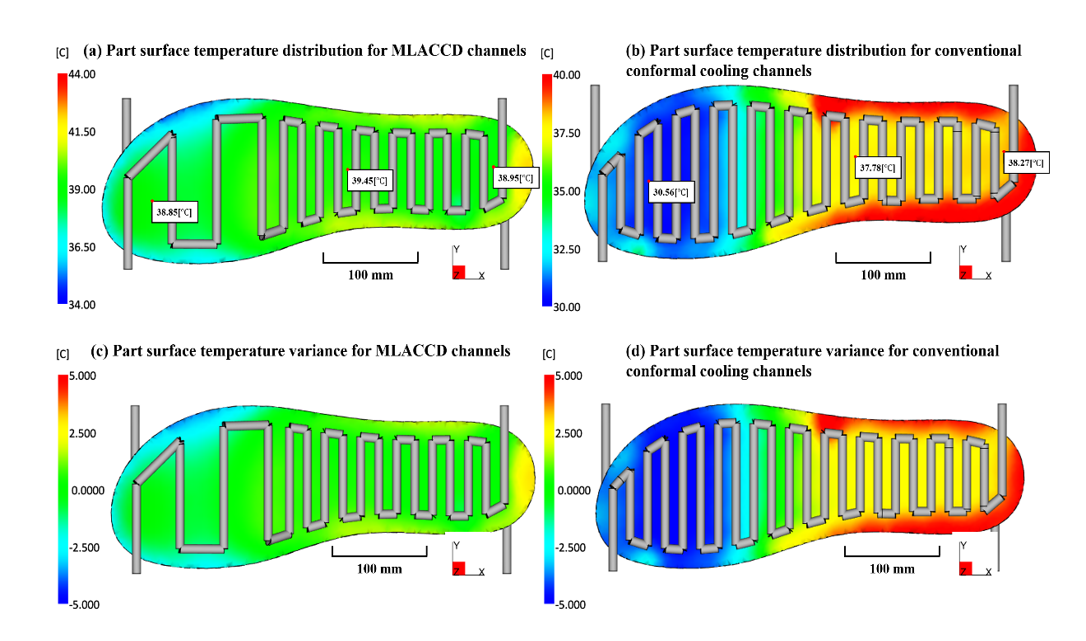 [C] (a) Part surface temperature distribution for MLACCD channels
44.00
41.50
39.00
36.50
34.00
38.85[°C]
39.45[°C]
38.95[°C]
100 mm
Y
Z X
[C] (b) Part surface temperature distribution for conventional
conformal cooling channels
40.00
37.50
35.00
32.50
30.00
30.56[°C]
37.78[°C]
38.27[°C]
100 mm
Y
Z X
[C] (c) Part surface temperature variance for MLACCD channels
5.000
2.500
0.0000
-2.500
-5.000
100 mm
Y
Z X
[C] (d) Part surface temperature variance for conventional
conformal cooling channels
5.000
2.500
0.0000
-2.500
-5.000
100 mm
Y
Z X